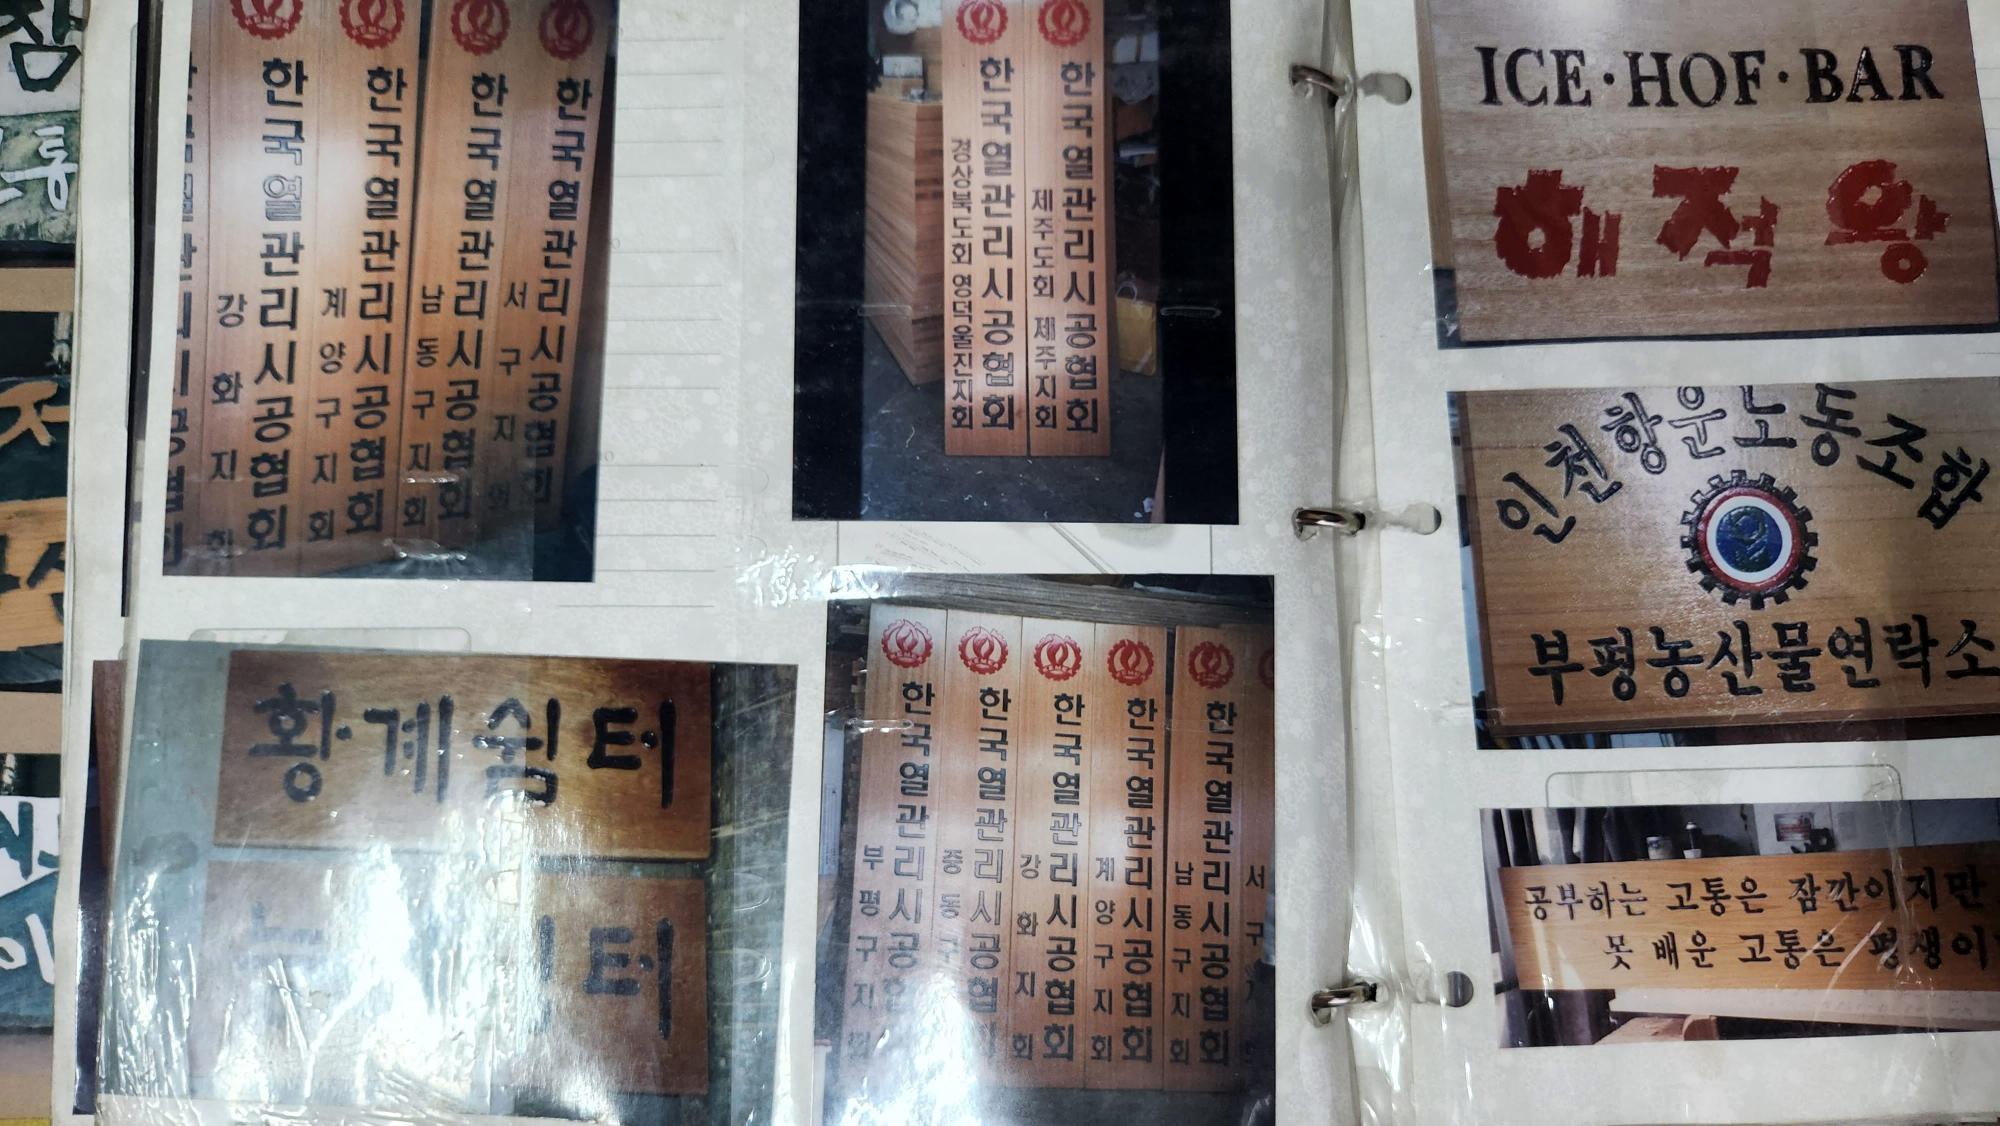 한국열관리시공협회
강화지회
한국열관리시공협회
계양구지회
한국열관리시공협회
남동구지회
한국열관리시공협회
서구지회
한국열관리시공협회
경상북도회 영덕울진지회
한국열관리시공협회
제주도회 제주지회
한국열관리시공협회
황·계쉼터
쉼터
한국열관리시공협회
부평구지회
한국열관리시공협회
중동구
한국열관리시공협회
강화지회
한국열관리시공협회
계양구지회
한국열관리시공협회
남동구지회
서구
ICE·HOF·BAR
해적왕
인천항운노동조합
부평농산물연락소
공부하는 고통은 잠깐이지만
못 배운 고통은 평생이